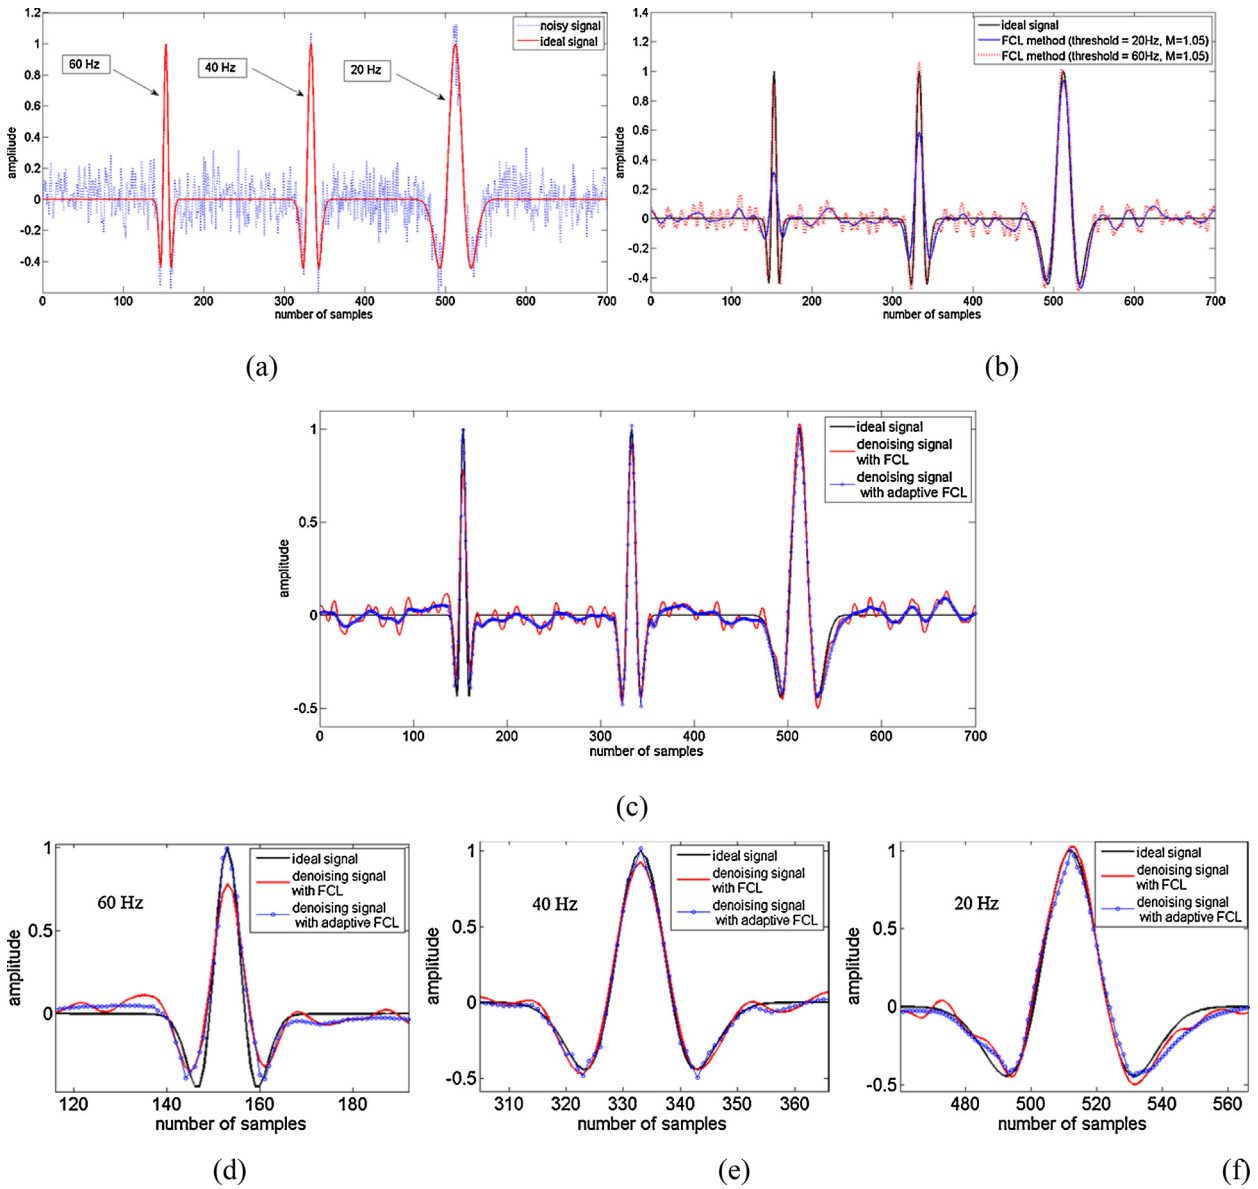 1.2
1
0.8
0.6
0.4
0.2
0
-0.2
-0.4
amplitude
noisy signal
ideal signal
60 Hz
40 Hz
20 Hz
0 100 200 300 400 500 600 700
number of samples
(a)
1.4
1.2
1
0.8
0.6
0.4
0.2
0
-0.2
-0.4
amplitude
ideal signal
FCL method (threshold = 20Hz, M=1.05)
FCL method (threshold = 60Hz, M=1.05)
0 100 200 300 400 500 600 700
number of samples
(b)
1
0.5
0
-0.5
amplitude
ideal signal
denoising signal
with FCL
denoising signal
with adaptive FCL
0 100 200 300 400 500 600 700
number of samples
(c)
1
0.5
0
amplitude
60 Hz
ideal signal
denoising signal
with FCL
denoising signal
with adaptive FCL
120 140 160 180
number of samples
(d)
1
0.5
0
-0.5
amplitude
40 Hz
ideal signal
denoising signal
with FCL
denoising signal
with adaptive FCL
310 320 330 340 350 360
number of samples
(e)
1
0.5
0
-0.5
amplitude
20 Hz
ideal signal
denoising signal
with FCL
denoising signal
with adaptive FCL
480 500 520 540 560
number of samples
(f)